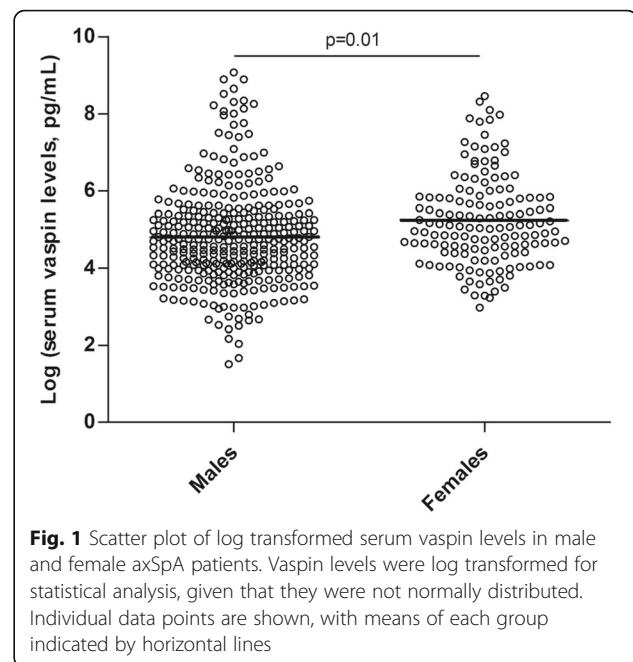 p=0.01
10
8
6
4
2
0
Log (serum vaspin levels, pg/mL)
Males
Females
Fig. 1 Scatter plot of log transformed serum vaspin levels in male
and female axSpA patients. Vaspin levels were log transformed for
statistical analysis, given that they were not normally distributed.
Individual data points are shown, with means of each group
indicated by horizontal lines